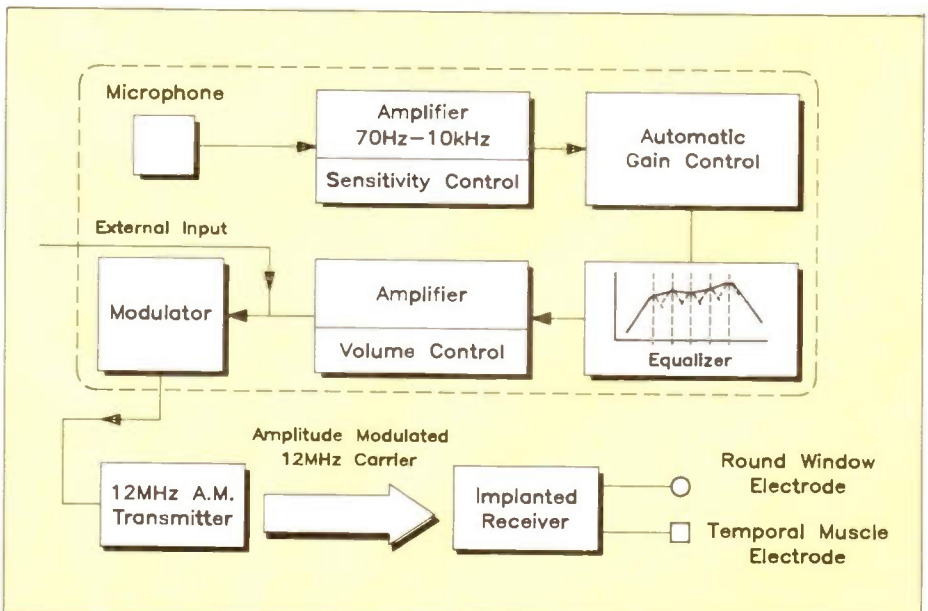 Microphone
Amplifier
70Hz-10kHz
Sensitivity Control
Automatic
Gain Control
External Input
Modulator
Amplifier
Volume Control
Equalizer
Amplitude Modulated
12MHz Carrier
12MHz A.M.
Transmitter
Implanted
Receiver
Round Window
Electrode
Temporal Muscle
Electrode